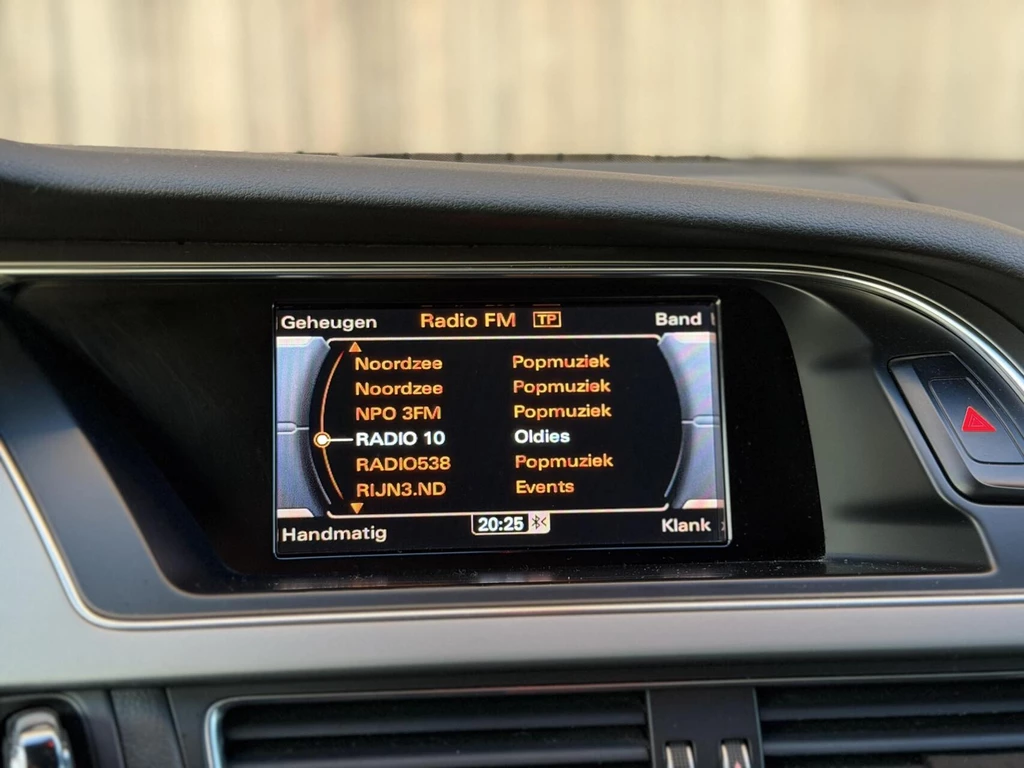 Geheugen Radio FM TP Band
Noordzee Popmuziek
Noordzee Popmuziek
NPO 3FM Popmuziek
RADIO 10 Oldies
RADIO538 Popmuziek
RIJN3.ND Events
Handmatig 20:25 Klank